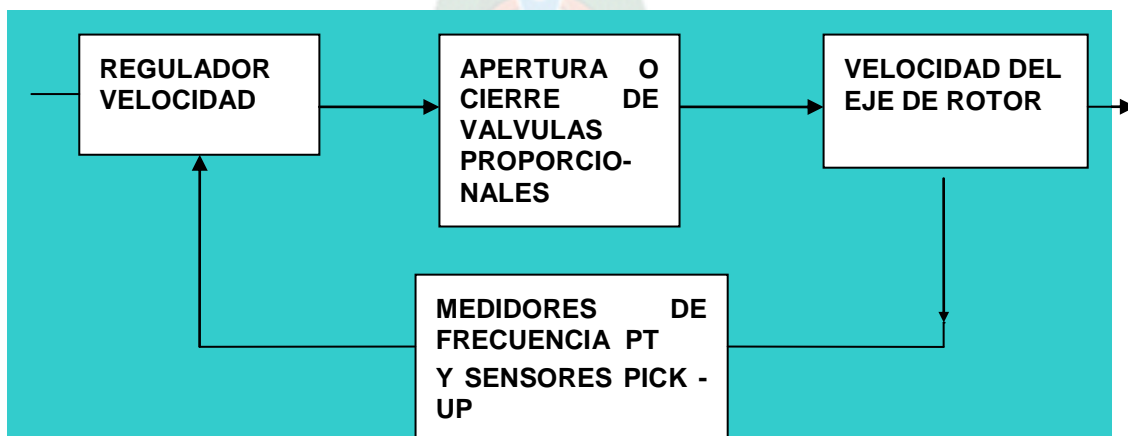 REGULADOR
VELOCIDAD
APERTURA O
CIERRE DE
VALVULAS
PROPORCIO-
NALES
VELOCIDAD DEL
EJE DE ROTOR
MEDIDORES DE
FRECUENCIA PT
Y SENSORES PICK -
UP